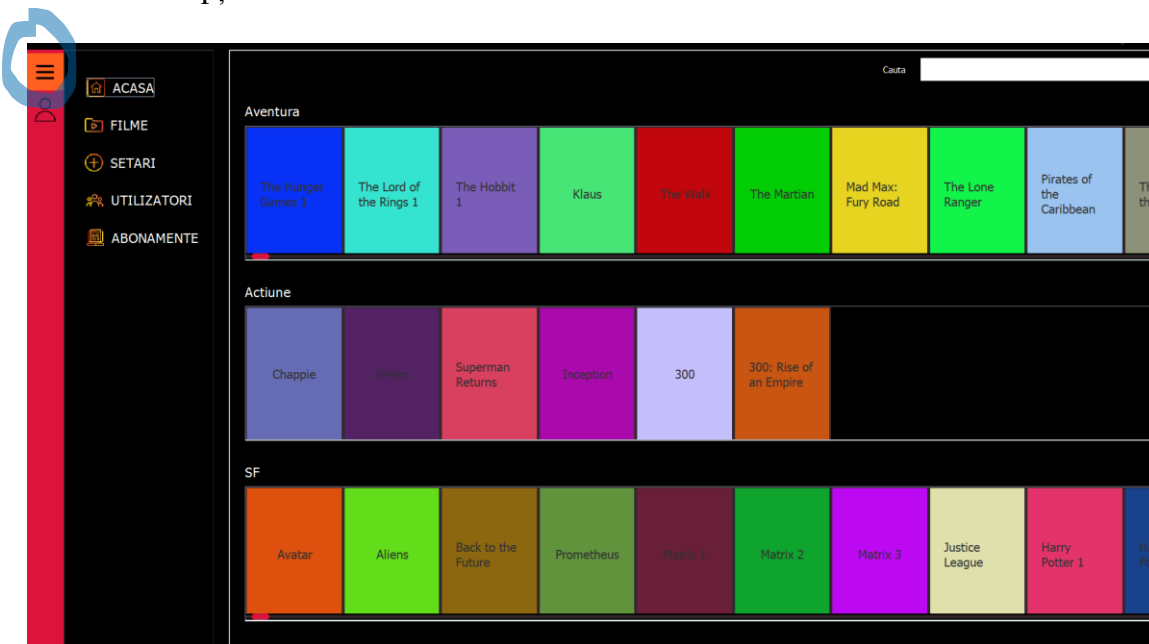 Cauta
ACASA
FILME
SETARI
UTILIZATORI
ABONAMENTE
Aventura
The Hunger
Games 1
The Lord of
the Rings 1
The Hobbit
1
Klaus
The Walk
The Martian
Mad Max:
Fury Road
The Lone
Ranger
Pirates of
the
Caribbean
Actiune
Chappie
X-Men
Superman
Returns
Inception
300
300: Rise of
an Empire
SF
Avatar
Aliens
Back to the
Future
Prometheus
Matrix 1
Matrix 2
Matrix 3
Justice
League
Harry
Potter 1